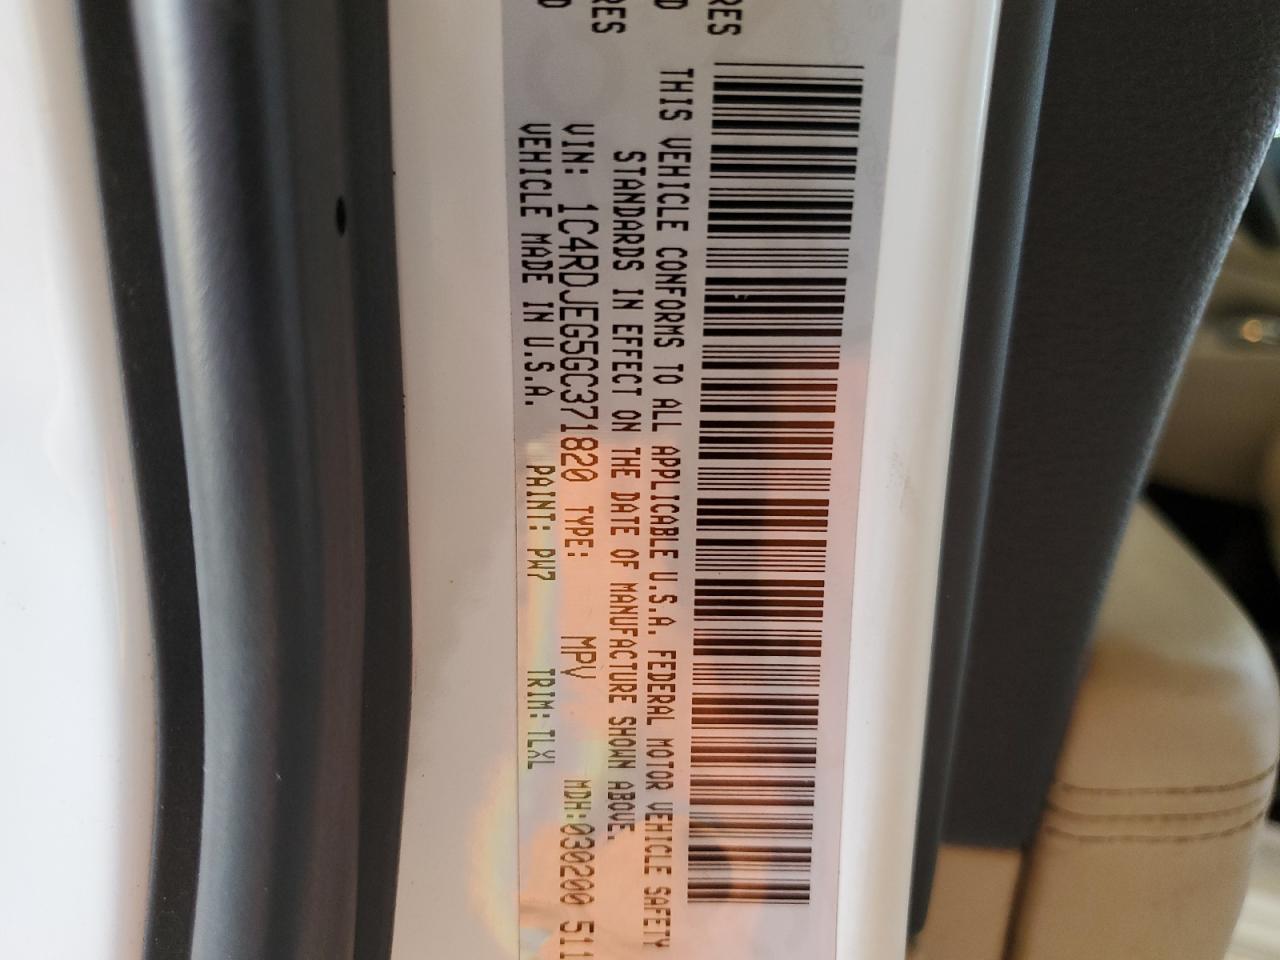 RES
D
RES
D
THIS VEHICLE CONFORMS TO ALL APPLICABLE U.S.A. FEDERAL MOTOR VEHICLE SAFETY
STANDARDS IN EFFECT ON THE DATE OF MANUFACTURE SHOWN ABOVE.
VIN: 1C4RDJEG5GC371820 TYPE: MPV MDH:030200 511
VEHICLE MADE IN U.S.A. PAINT: PW7 TRIM: TLXL